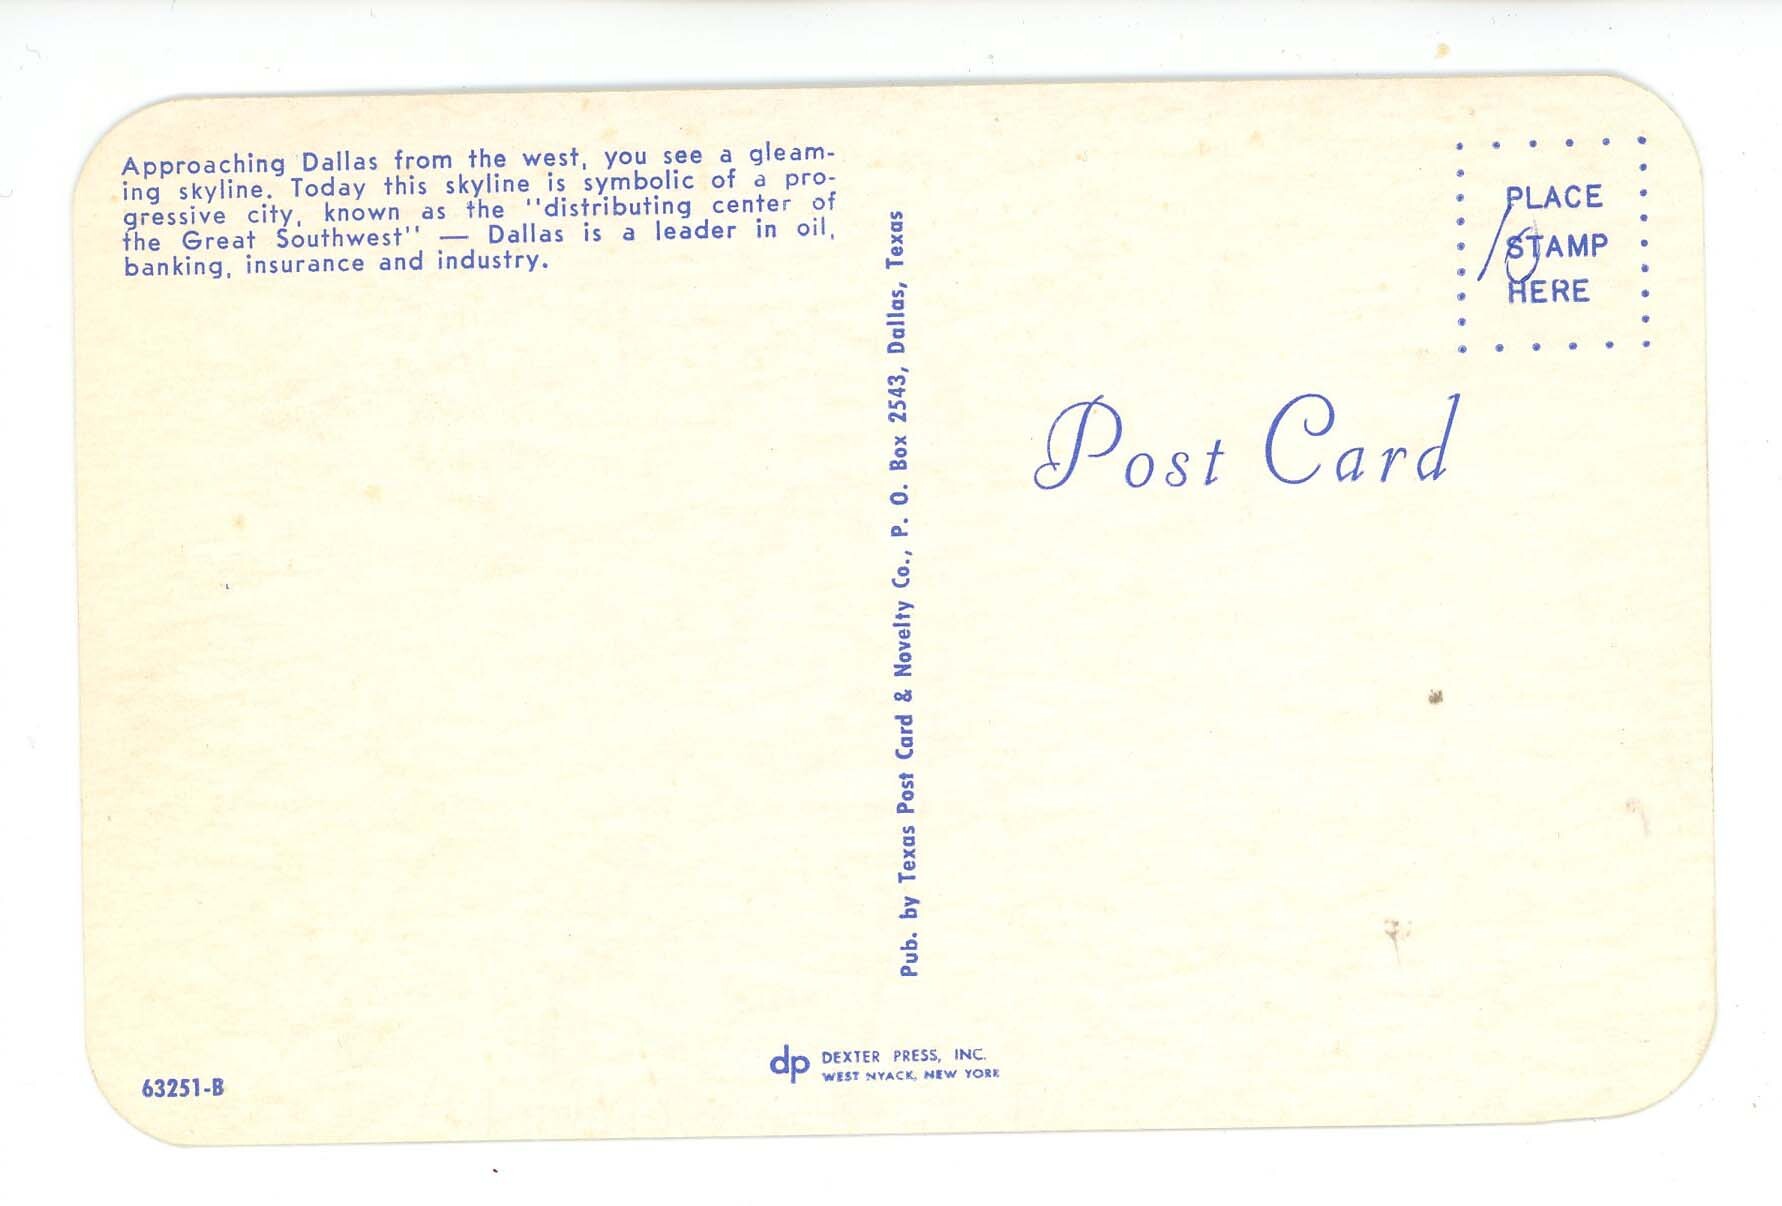 Approaching Dallas from the west, you see a gleam-
ing skyline. Today this skyline is symbolic of a pro-
gressive city, known as the "distributing center of
the Great Southwest" — Dallas is a leader in oil,
banking, insurance and industry.
Pub. by Texas Post Card & Novelty Co., P. O. Box 2543, Dallas, Texas
PLACE
STAMP
HERE
10
Post Card
63251-B
dp DEXTER PRESS, INC.
WEST NYACK, NEW YORK